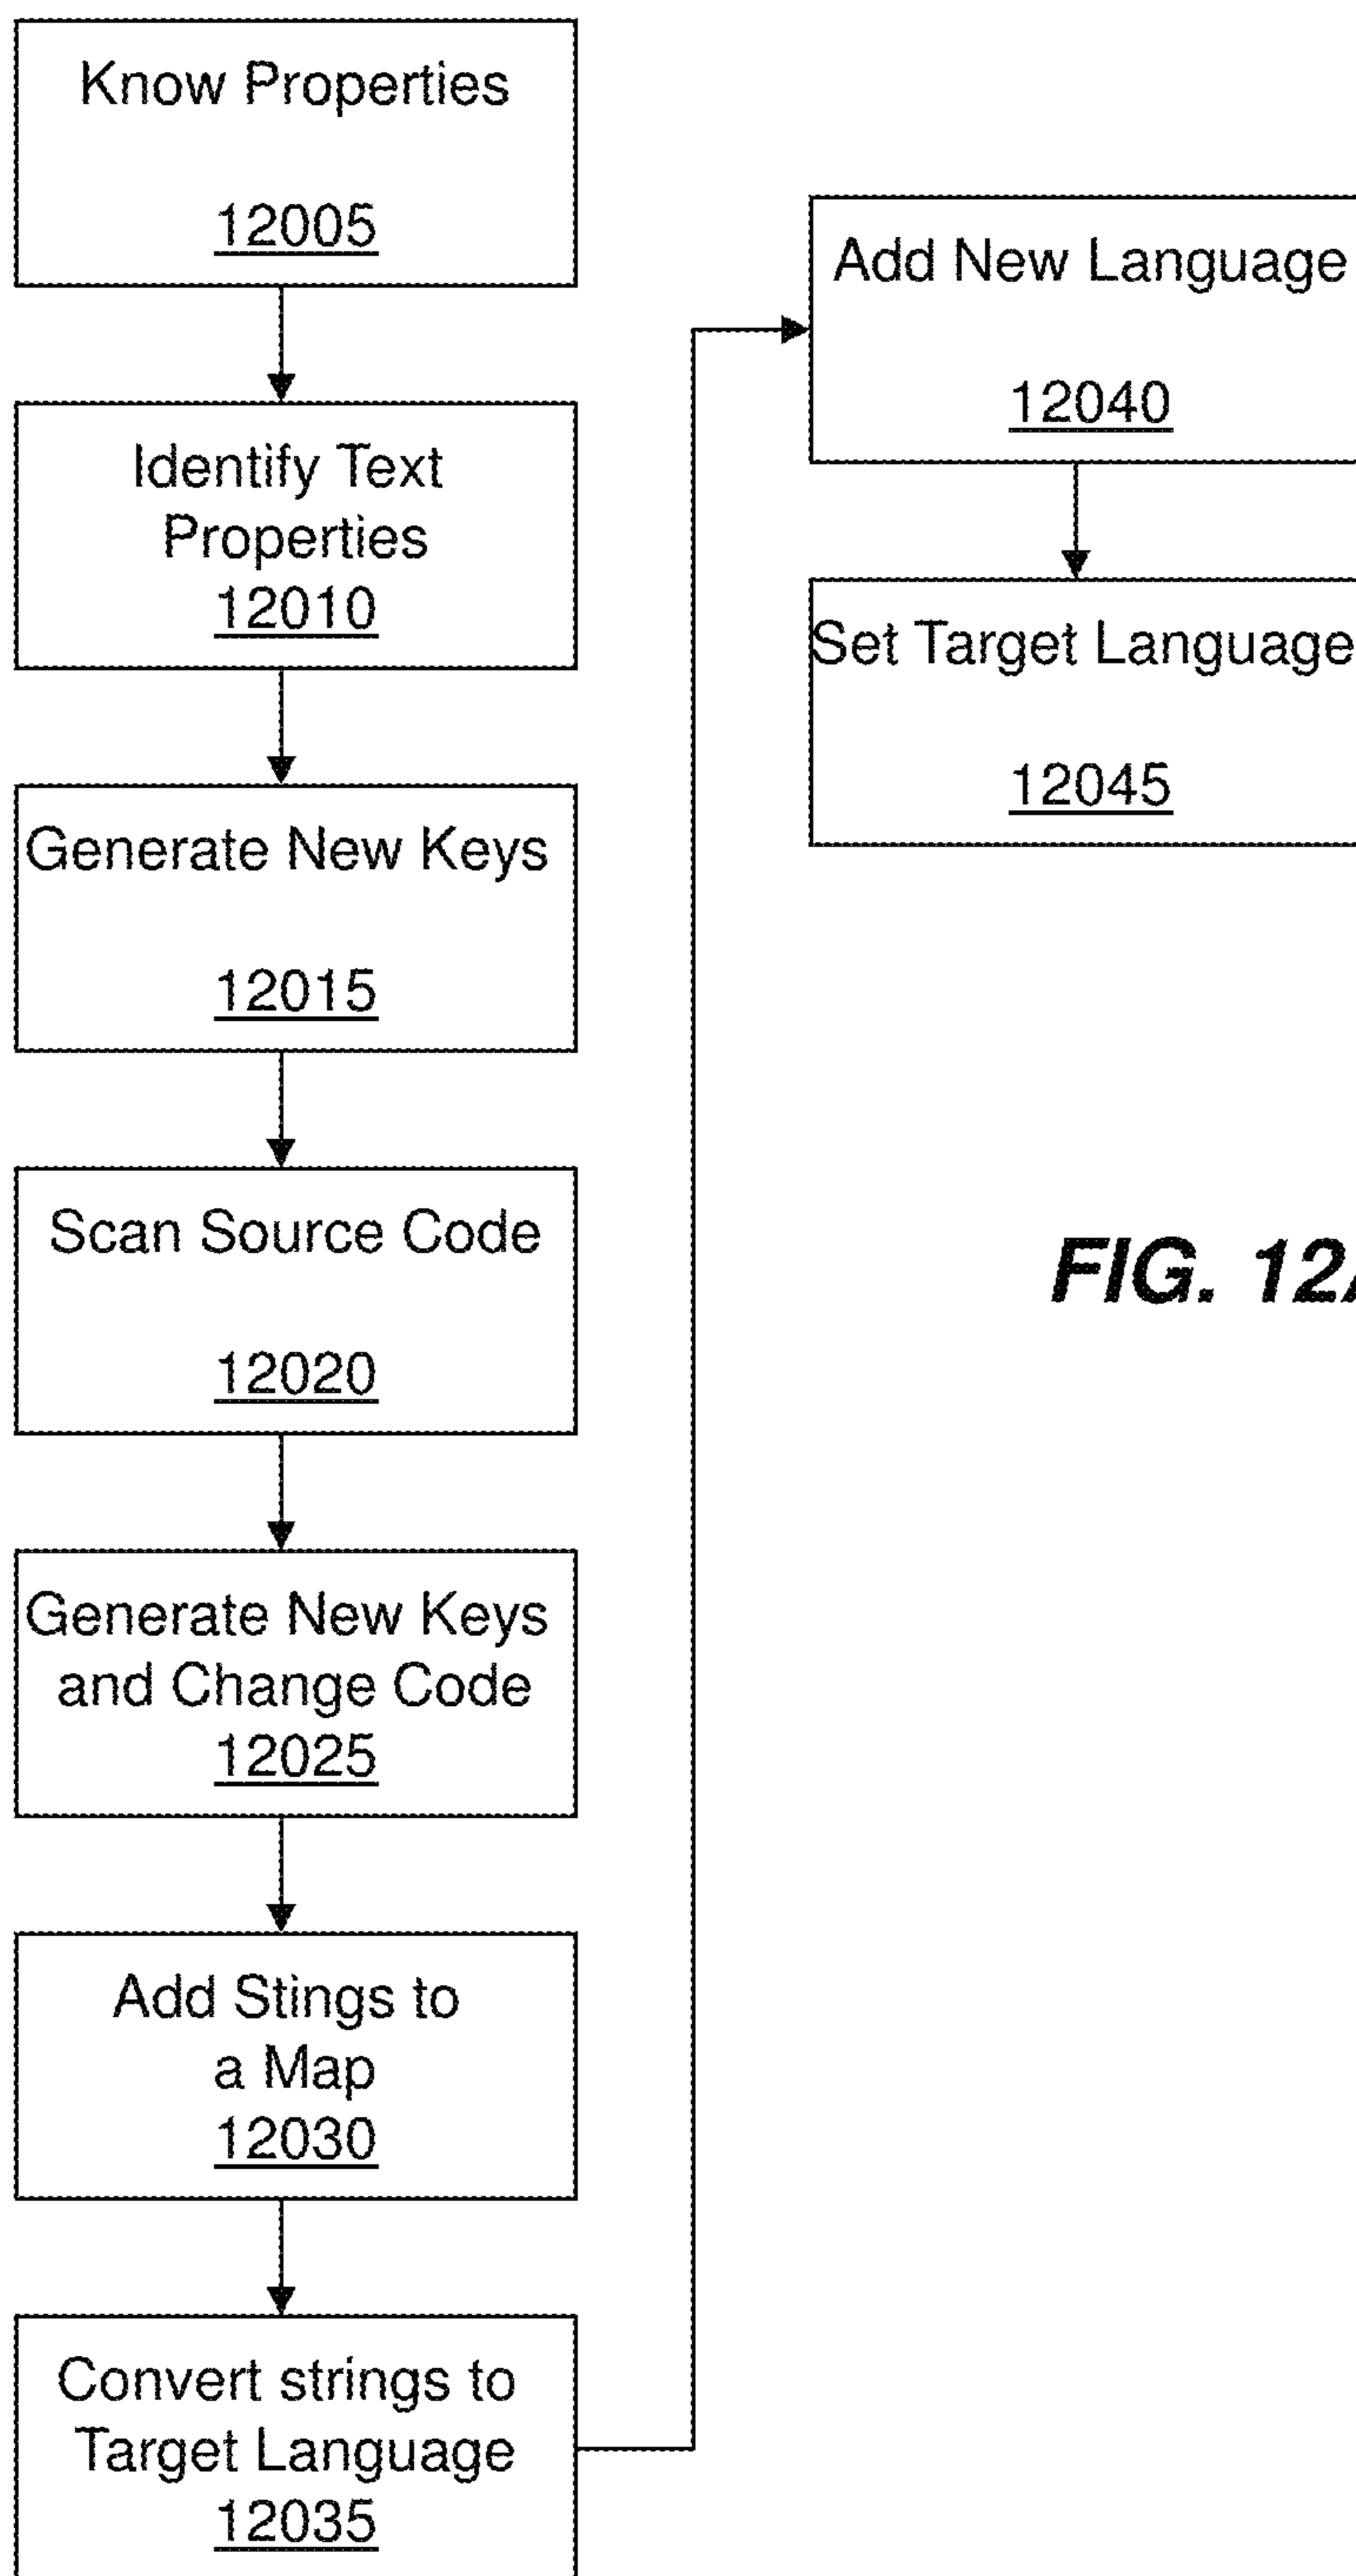 Know Properties
12005
Identify Text
Properties
12010
Generate New Keys
12015
Scan Source Code
12020
Generate New Keys
and Change Code
12025
Add Stings to
a Map
12030
Convert strings to
Target Language
12035
Add New Language
12040
Set Target Language
12045
FIG.